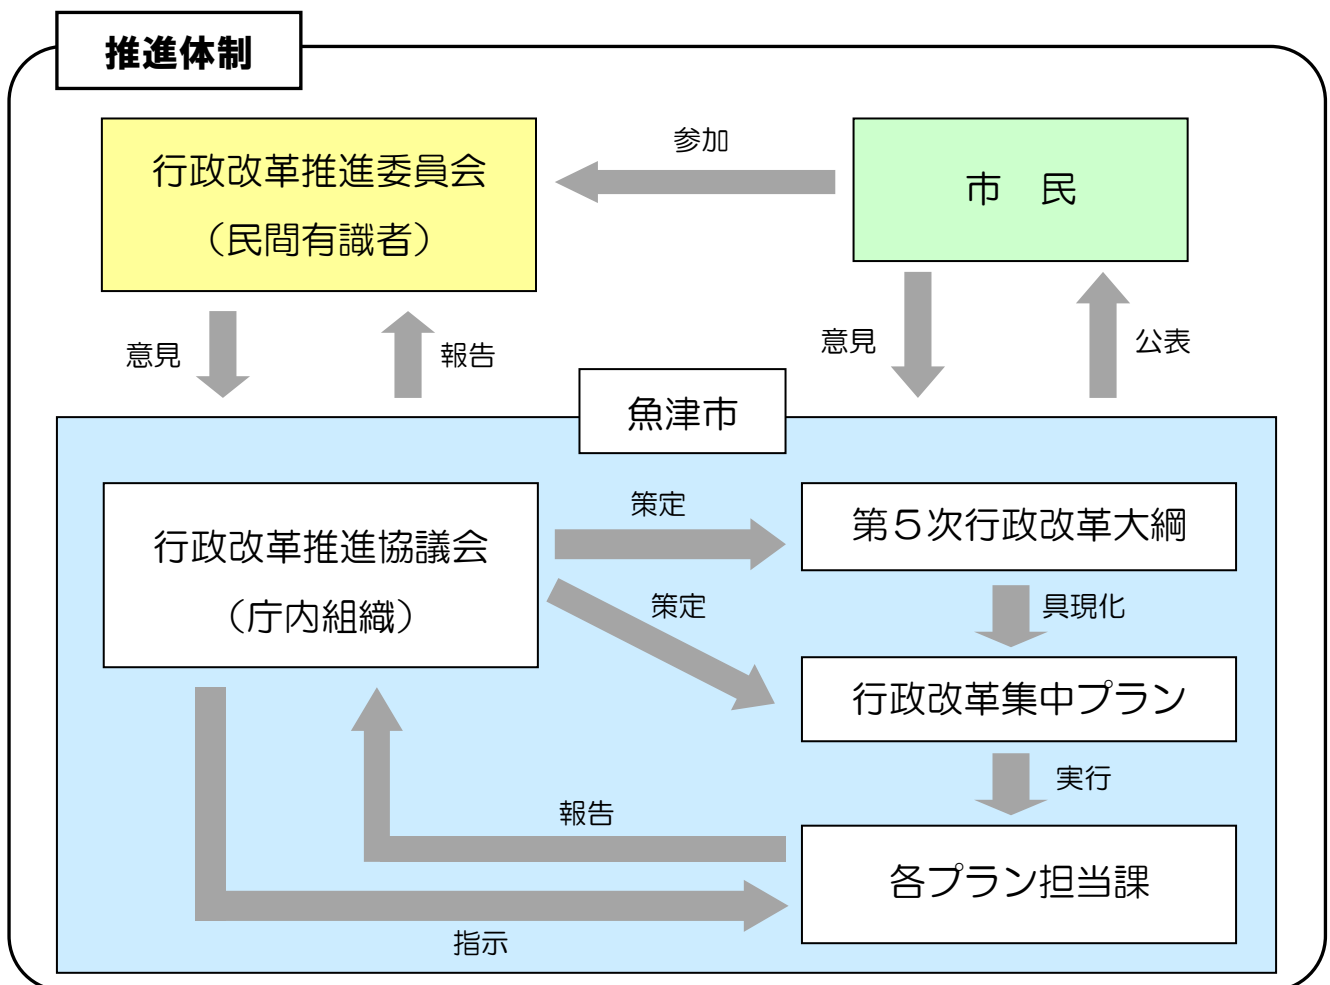 推進体制
行政改革推進委員会
（民間有識者）
参加
市　民
意見
報告
意見
公表
魚津市
行政改革推進協議会
（庁内組織）
策定
策定
第５次行政改革大綱
具現化
行政改革集中プラン
実行
報告
各プラン担当課
指示